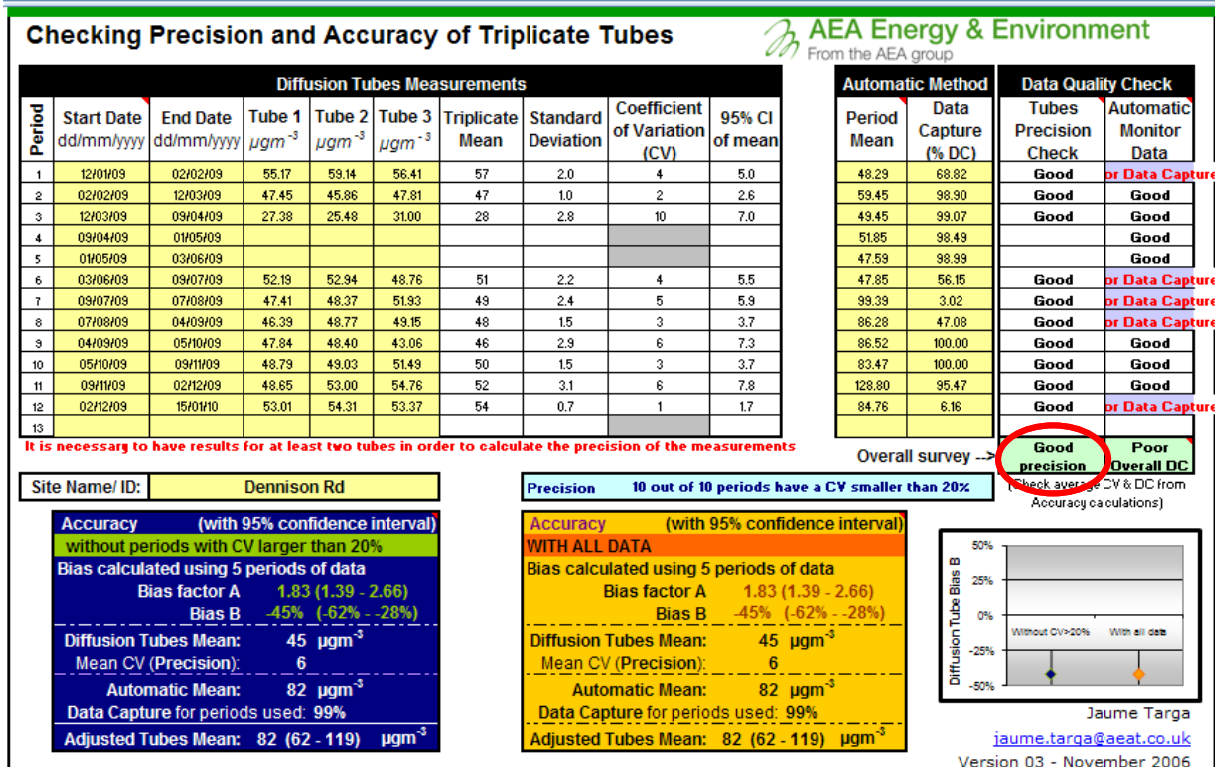 Checking Precision and Accuracy of Triplicate Tubes
AEA Energy & Environment
From the AEA group
Diffusion Tubes Measurements
Automatic Method
Data Quality Check
Period Start Date dd/mm/yyyy End Date dd/mm/yyyy Tube 1 µgm-3 Tube 2 µgm-3 Tube 3 µgm-3 Triplicate Mean Standard Deviation Coefficient of Variation (CV) 95% CI of mean Period Mean Data Capture (% DC) Tubes Precision Check Automatic Monitor Data
1 12/01/09 02/02/09 55.17 59.14 56.41 57 2.0 4 5.0 48.29 68.82 Good or Data Capture
2 02/02/09 12/03/09 47.45 45.86 47.81 47 1.0 2 2.6 59.45 98.90 Good Good
3 12/03/09 09/04/09 27.38 25.48 31.00 28 2.8 10 7.0 49.45 99.07 Good Good
4 09/04/09 01/05/09 51.85 98.49 Good
5 01/05/09 03/06/09 47.59 98.99 Good
6 03/06/09 09/07/09 52.19 52.94 48.76 51 2.2 4 5.5 47.85 56.15 Good or Data Capture
7 09/07/09 07/08/09 47.41 48.37 51.93 49 2.4 5 5.9 99.39 3.02 Good or Data Capture
8 07/08/09 04/09/09 46.39 48.77 49.15 48 1.5 3 3.7 86.28 47.08 Good or Data Capture
9 04/09/09 05/10/09 47.84 48.40 43.06 46 2.9 6 7.3 86.52 100.00 Good Good
10 05/10/09 09/11/09 48.79 49.03 51.49 50 1.5 3 3.7 83.47 100.00 Good Good
11 09/11/09 02/12/09 48.65 53.00 54.76 52 3.1 6 7.8 128.80 95.47 Good Good
12 02/12/09 15/01/10 53.01 54.31 53.37 54 0.7 1 1.7 84.76 6.16 Good or Data Capture
13
It is necessary to have results for at least two tubes in order to calculate the precision of the measurements
Overall survey --> Good precision Poor Overall DC
(Check average CV & DC from Accuracy caculations)
Site Name/ ID: Dennison Rd
Precision 10 out of 10 periods have a CV smaller than 20%
Accuracy (with 95% confidence interval)
without periods with CV larger than 20%
Bias calculated using 5 periods of data
Bias factor A 1.83 (1.39 - 2.66)
Bias B -45% (-62% - -28%)
Diffusion Tubes Mean: 45 µgm-3
Mean CV (Precision): 6
Automatic Mean: 82 µgm-3
Data Capture for periods used: 99%
Adjusted Tubes Mean: 82 (62 - 119) µgm-3
Accuracy (with 95% confidence interval)
WITH ALL DATA
Bias calculated using 5 periods of data
Bias factor A 1.83 (1.39 - 2.66)
Bias B -45% (-62% - -28%)
Diffusion Tubes Mean: 45 µgm-3
Mean CV (Precision): 6
Automatic Mean: 82 µgm-3
Data Capture for periods used: 99%
Adjusted Tubes Mean: 82 (62 - 119) µgm-3
Diffusion Tube Bias B
50%
25%
0%
-25%
-50%
Without CV>20% With all data
Jaume Targa
jaume.targa@aeat.co.uk
Version 03 - November 2006